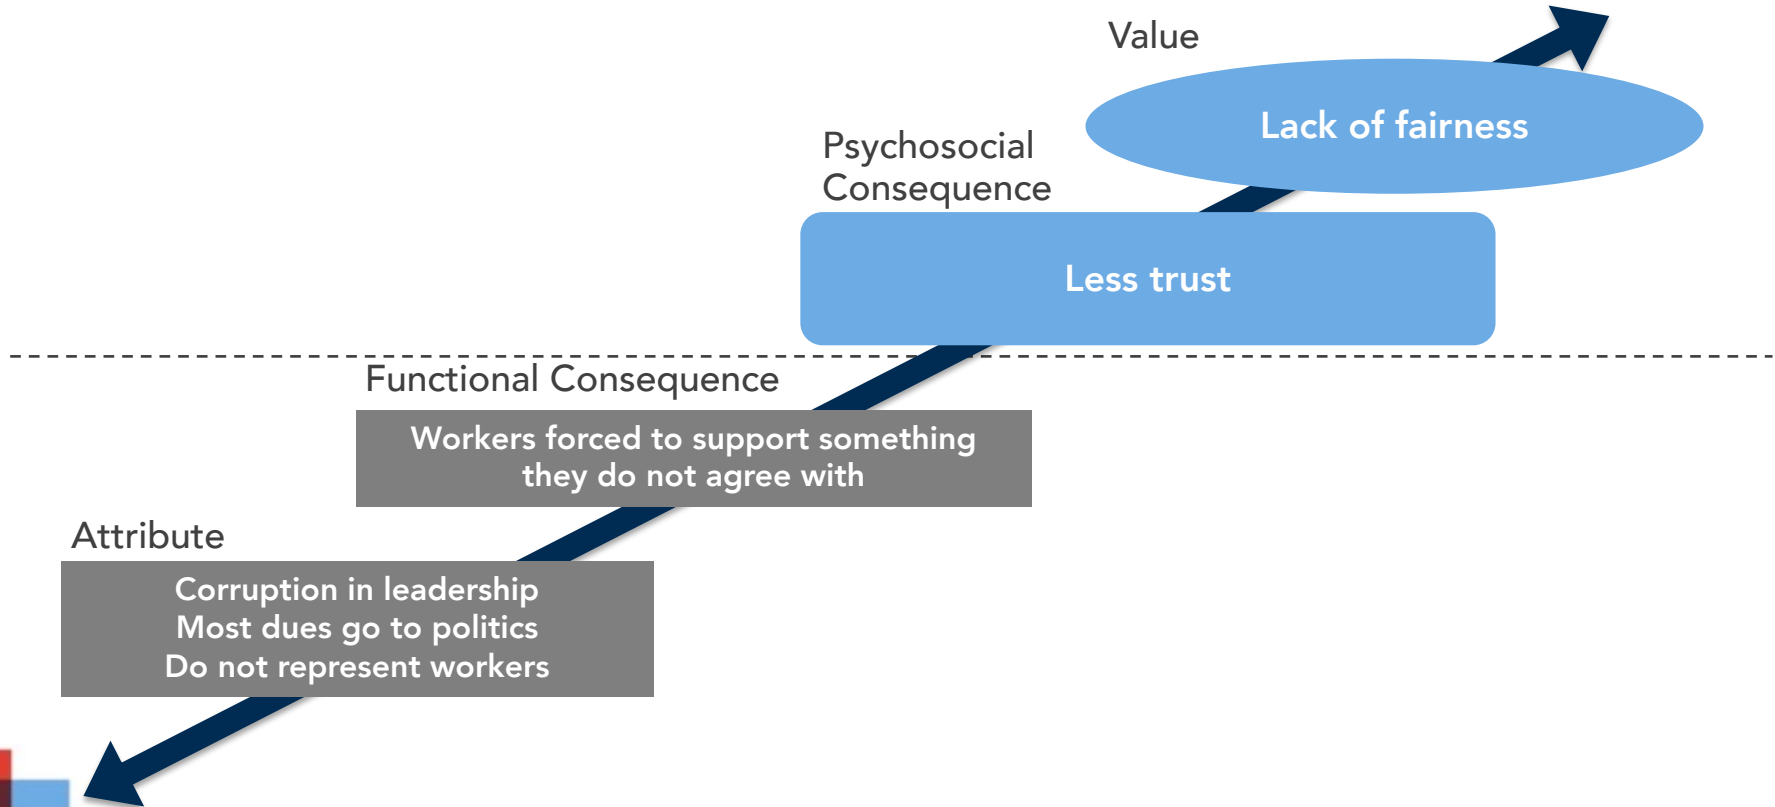 Value
Lack of fairness
Psychosocial
Consequence
Less trust
Functional Consequence
Workers forced to support something
they do not agree with
Attribute
Corruption in leadership
Most dues go to politics
Do not represent workers